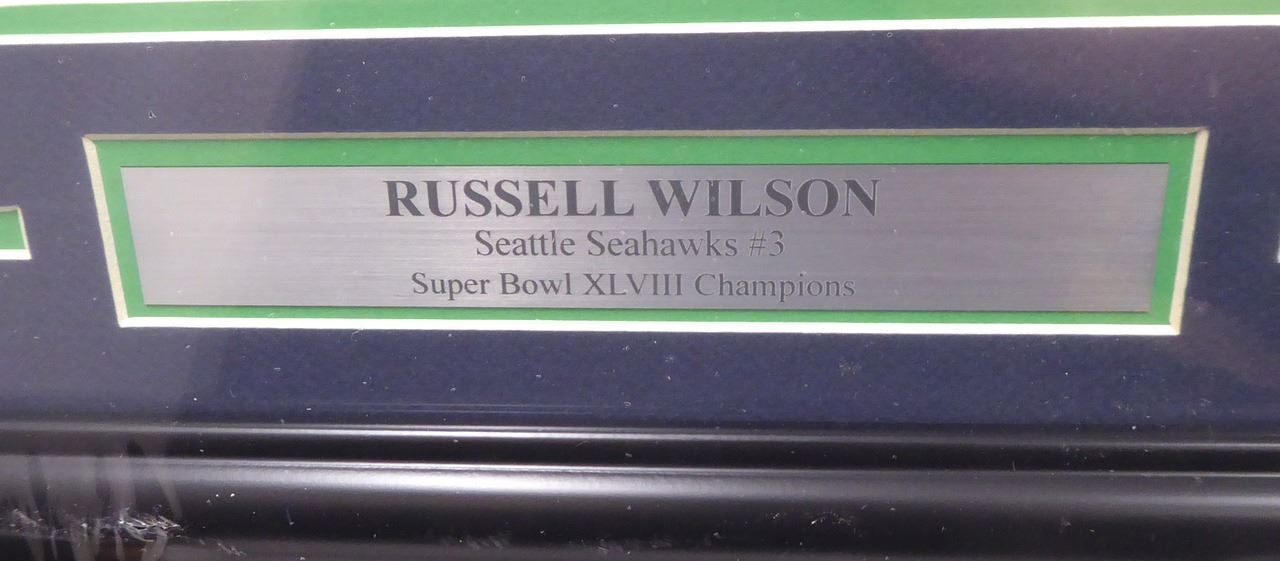 RUSSELL WILSON
Seattle Seahawks #3
Super Bowl XLVIII Champions